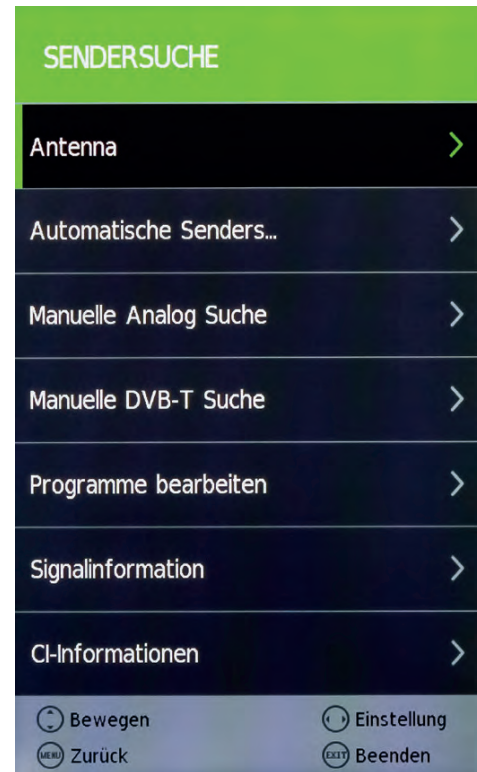 SENDERSUCHE
Antenna
Automatische Senders...
Manuelle Analog Suche
Manuelle DVB-T Suche
Programme bearbeiten
Signalinformation
CI-Informationen
Bewegen Einstellung
MENU Zurück EXIT Beenden